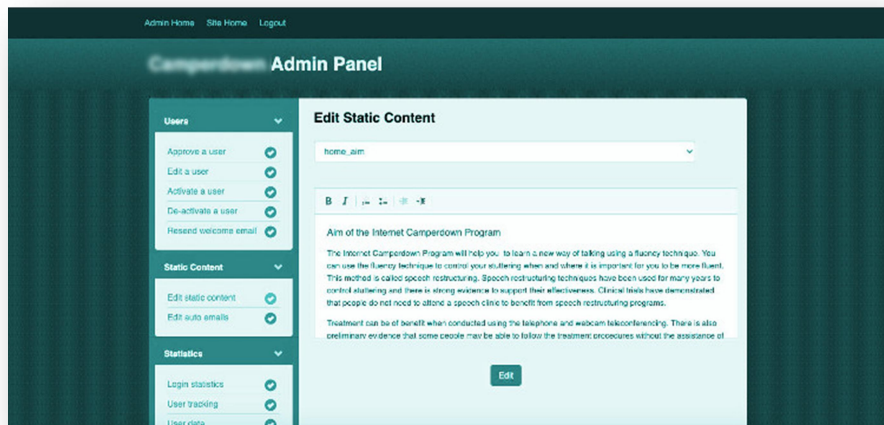 Admin Home Site Home Logout
Camperdown Admin Panel
Users
Approve a user
Edit a user
Activate a user
De-activate a user
Resend welcome email
Static Content
Edit static content
Edit auto emails
Statistics
Login statistics
User tracking
User data
Edit Static Content
home_aim
B I
Aim of the Internet Camperdown Program
The Internet Camperdown Program will help you to learn a new way of talking using a fluency technique. You
can use the fluency technique to control your stuttering when and where it is important for you to be more fluent.
This method is called speech restructuring. Speech restructuring techniques have been used for many years to
control stuttering and there is strong evidence to support their effectiveness. Clinical trials have demonstrated
that people do not need to attend a speech clinic to benefit from speech restructuring programs.
Treatment can be of benefit when conducted using the telephone and webcam teleconferencing. There is also
preliminary evidence that some people may be able to follow the treatment procedures without the assistance of
Edit